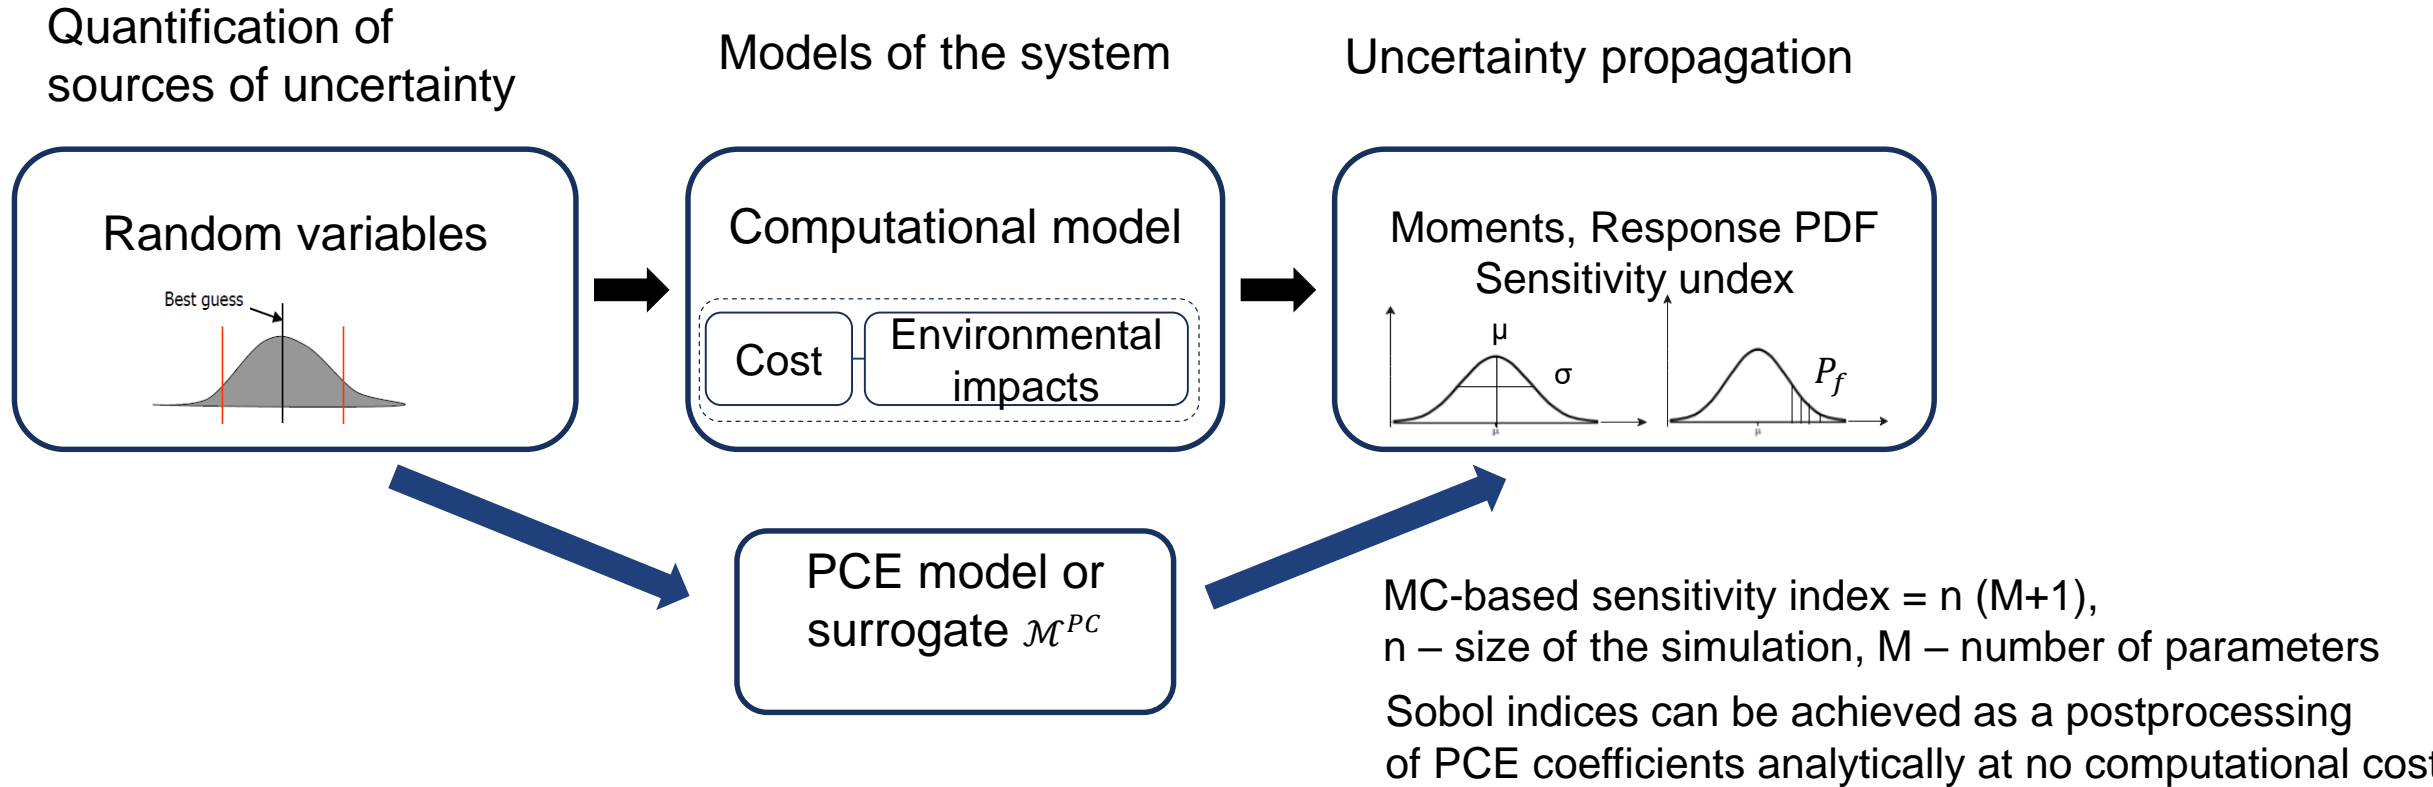 Quantification of
sources of uncertainty
Models of the system
Uncertainty propagation
Random variables
Best guess
Computational model
Cost
Environmental
impacts
Moments, Response PDF
Sensitivity undex
μ
σ
μ
P_f
μ
PCE model or
surrogate ℳ^PC
MC-based sensitivity index = n (M+1),
n – size of the simulation, M – number of parameters
Sobol indices can be achieved as a postprocessing
of PCE coefficients analytically at no computational cost